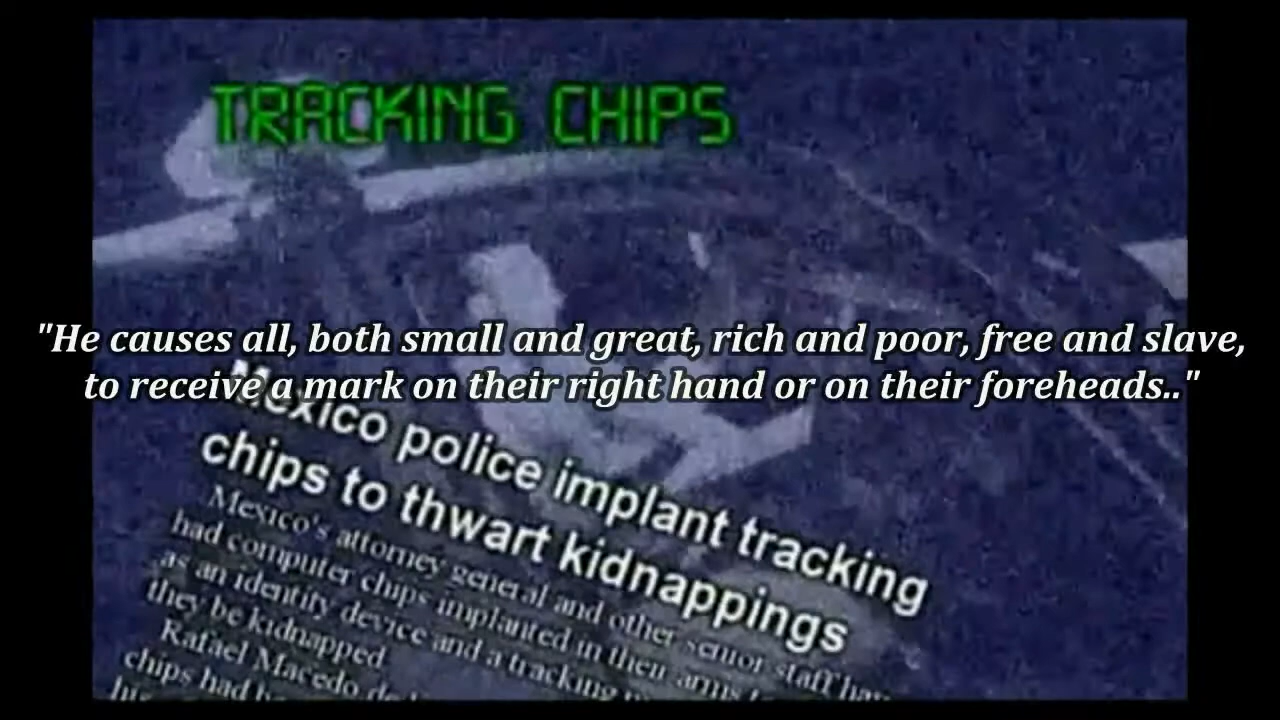 TRACKING CHIPS
"He causes all, both small and great, rich and poor, free and slave,
to receive a mark on their right hand or on their foreheads.."
Mexico police implant tracking
chips to thwart kidnappings
Mexico's attorney general and other senior staff have
had computer chips implanted in their arms to
as an identity device and a tracking
they be kidnapped.
Rafael Macedo de
chips had
his